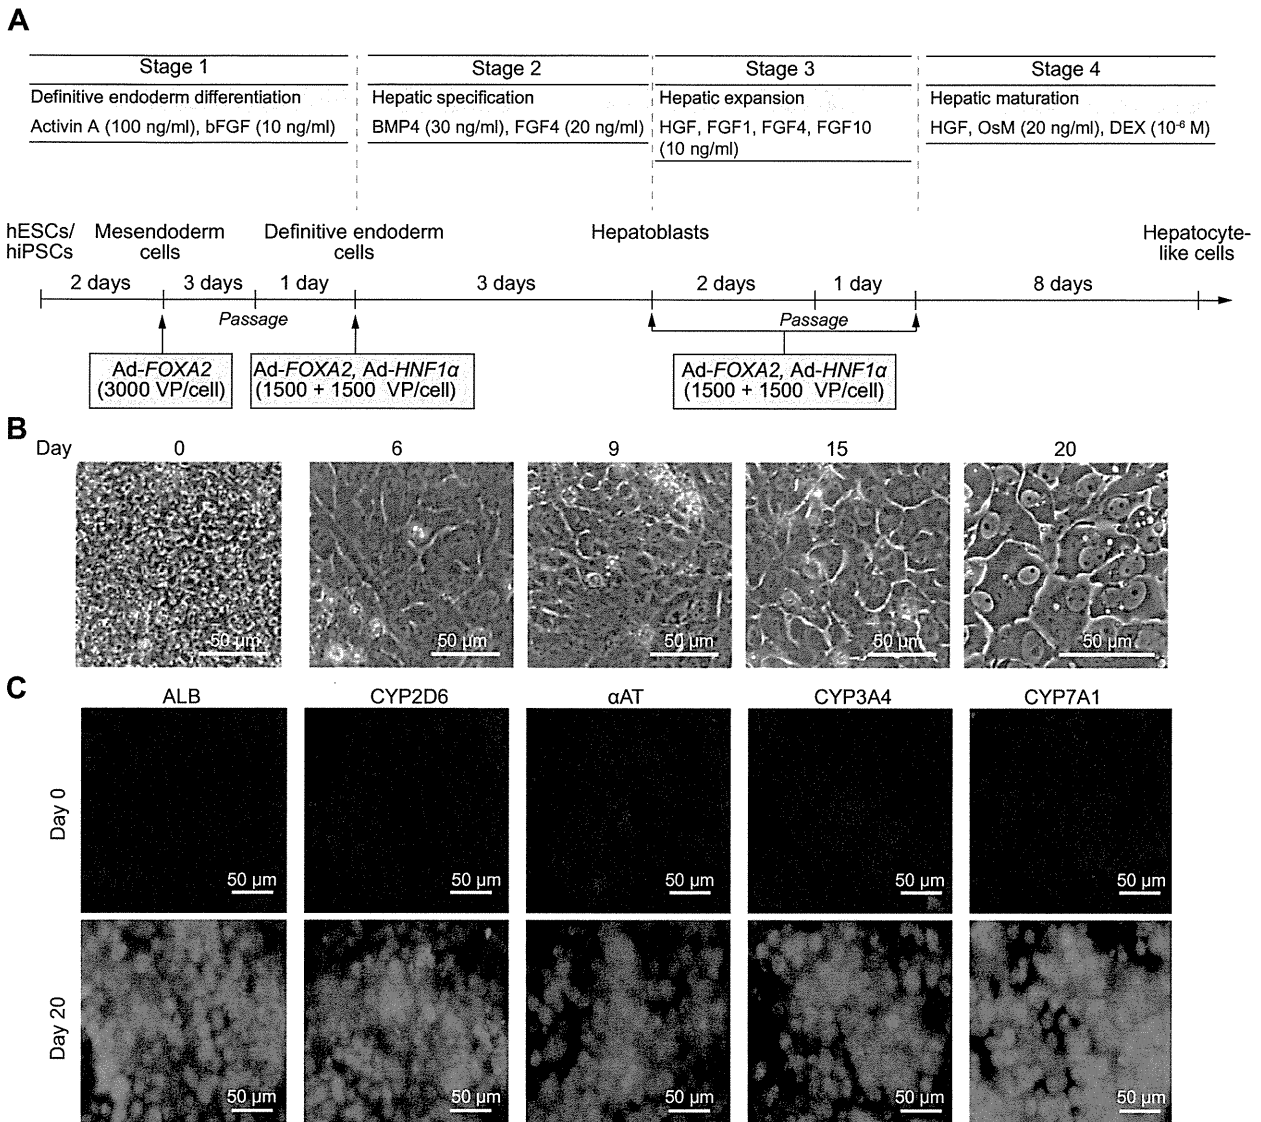 A
Stage 1
Definitive endoderm differentiation
Activin A (100 ng/ml), bFGF (10 ng/ml)
Stage 2
Hepatic specification
BMP4 (30 ng/ml), FGF4 (20 ng/ml)
Stage 3
Hepatic expansion
HGF, FGF1, FGF4, FGF10
(10 ng/ml)
Stage 4
Hepatic maturation
HGF, OsM (20 ng/ml), DEX (10⁻⁶ M)
hESCs/
hiPSCs
Mesendoderm
cells
Definitive endoderm
cells
Hepatoblasts
Hepatocyte-
like cells
2 days
3 days
1 day
3 days
2 days
1 day
8 days
Passage
Passage
Ad-FOXA2
(3000 VP/cell)
Ad-FOXA2, Ad-HNF1α
(1500 + 1500 VP/cell)
Ad-FOXA2, Ad-HNF1α
(1500 + 1500 VP/cell)
B
Day 0 6 9 15 20
50 µm 50 µm 50 µm 50 µm 50 µm
C
ALB CYP2D6 αAT CYP3A4 CYP7A1
Day 0
50 µm 50 µm 50 µm 50 µm 50 µm
Day 20
50 µm 50 µm 50 µm 50 µm 50 µm